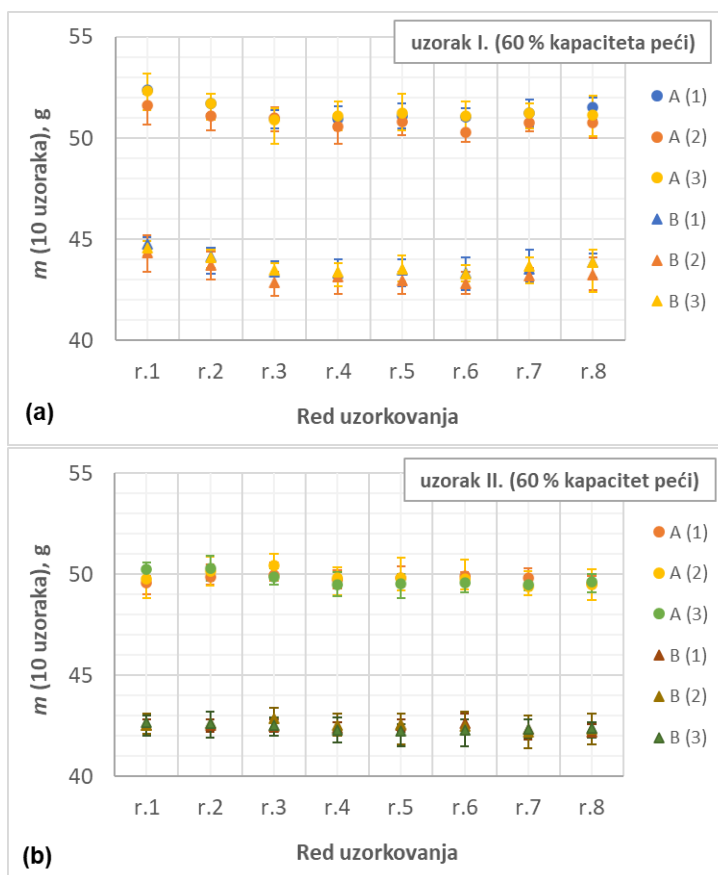 uzorak I. (60 % kapaciteta peći)
m (10 uzoraka), g
55
50
45
40
r.1 r.2 r.3 r.4 r.5 r.6 r.7 r.8
Red uzorkovanja
A (1)
A (2)
A (3)
B (1)
B (2)
B (3)
(a)
uzorak II. (60 % kapacitet peći)
m (10 uzoraka), g
55
50
45
40
r.1 r.2 r.3 r.4 r.5 r.6 r.7 r.8
Red uzorkovanja
A (1)
A (2)
A (3)
B (1)
B (2)
B (3)
(b)